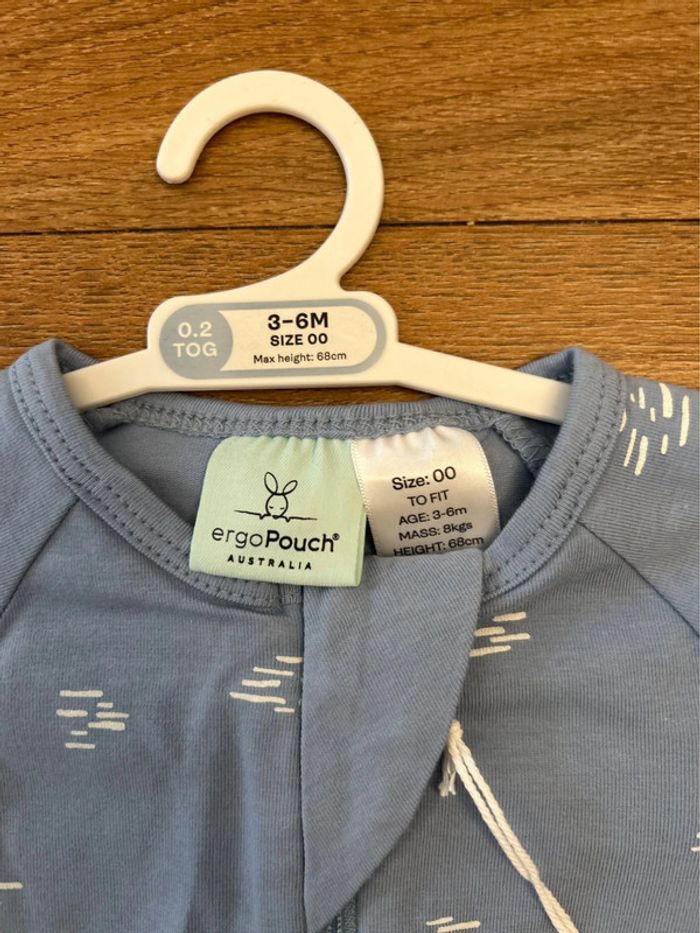 0.2
TOG
3-6M
SIZE 00
Max height: 68cm
ergoPouch®
AUSTRALIA
Size: 00
TO FIT
AGE: 3-6m
MASS: 8kgs
HEIGHT: 68cm